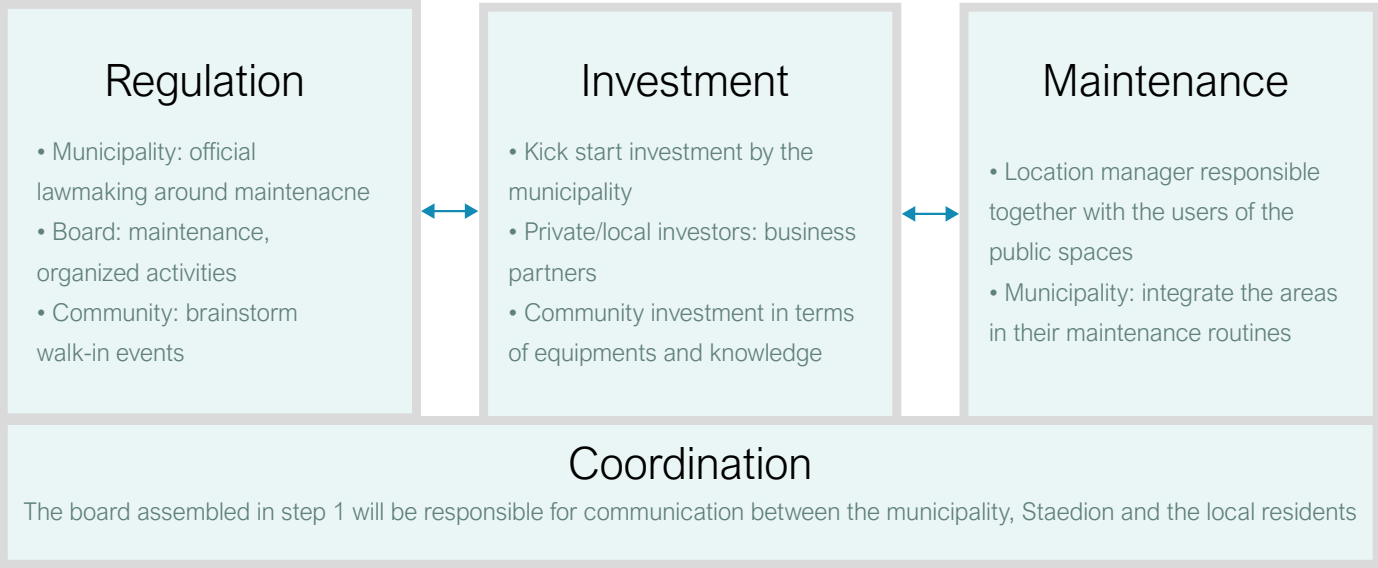 Regulation
• Municipality: official
lawmaking around maintenacne
• Board: maintenance,
organized activities
• Community: brainstorm
walk-in events
Investment
• Kick start investment by the
municipality
• Private/local investors: business
partners
• Community investment in terms
of equipments and knowledge
Maintenance
• Location manager responsible
together with the users of the
public spaces
• Municipality: integrate the areas
in their maintenance routines
Coordination
The board assembled in step 1 will be responsible for communication between the municipality, Staedion and the local residents